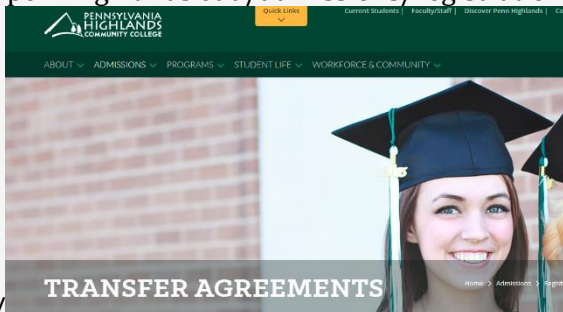 Quick Links
Current Students | Faculty/Staff | Discover Penn Highlands |
PENNSYLVANIA
HIGHLANDS
COMMUNITY COLLEGE
ABOUT ADMISSIONS PROGRAMS STUDENT LIFE WORKFORCE & COMMUNITY
TRANSFER AGREEMENTS
Home > Admissions >